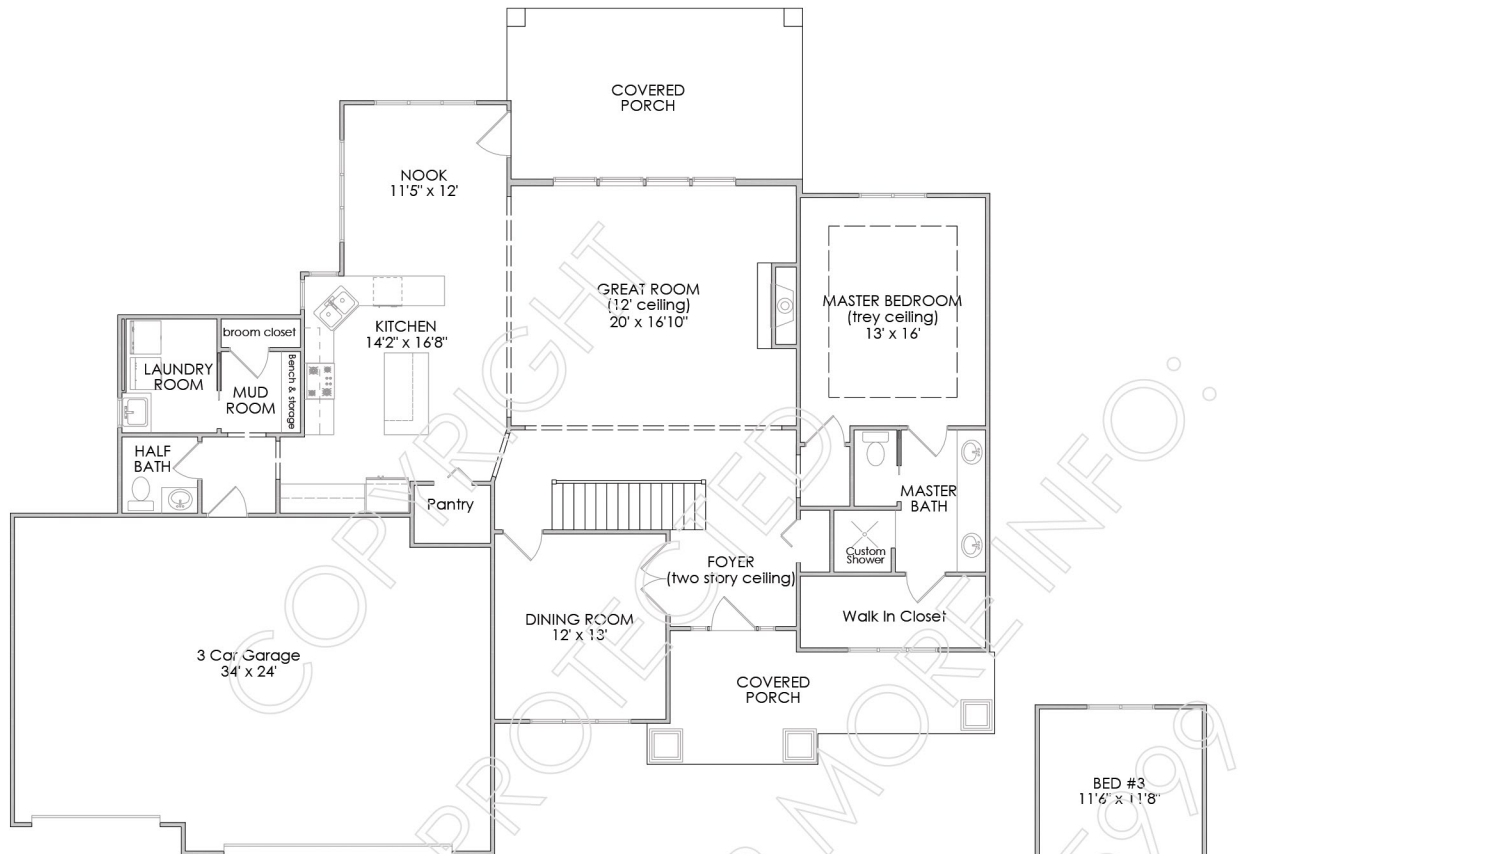 COVERED
PORCH
NOOK
11'5" x 12'
GREAT ROOM
(12' ceiling)
20' x 16'10"
MASTER BEDROOM
(trey ceiling)
13' x 16'
KITCHEN
14'2" x 16'8"
broom closet
LAUNDRY
ROOM
MUD
ROOM
Bench & storage
HALF
BATH
Pantry
MASTER
BATH
Custom
Shower
FOYER
(two story ceiling)
DINING ROOM
12' x 13'
Walk In Closet
3 Car Garage
34' x 24'
COVERED
PORCH
BED #3
11'6" x 11'8"
COPYRIGHT
PROTECTED
MORE INFO: